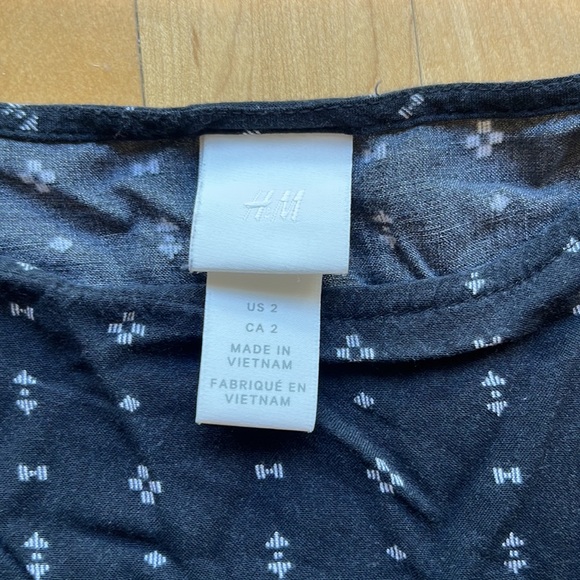 H&M
US 2
CA 2
MADE IN
VIETNAM
FABRIQUÉ EN
VIETNAM